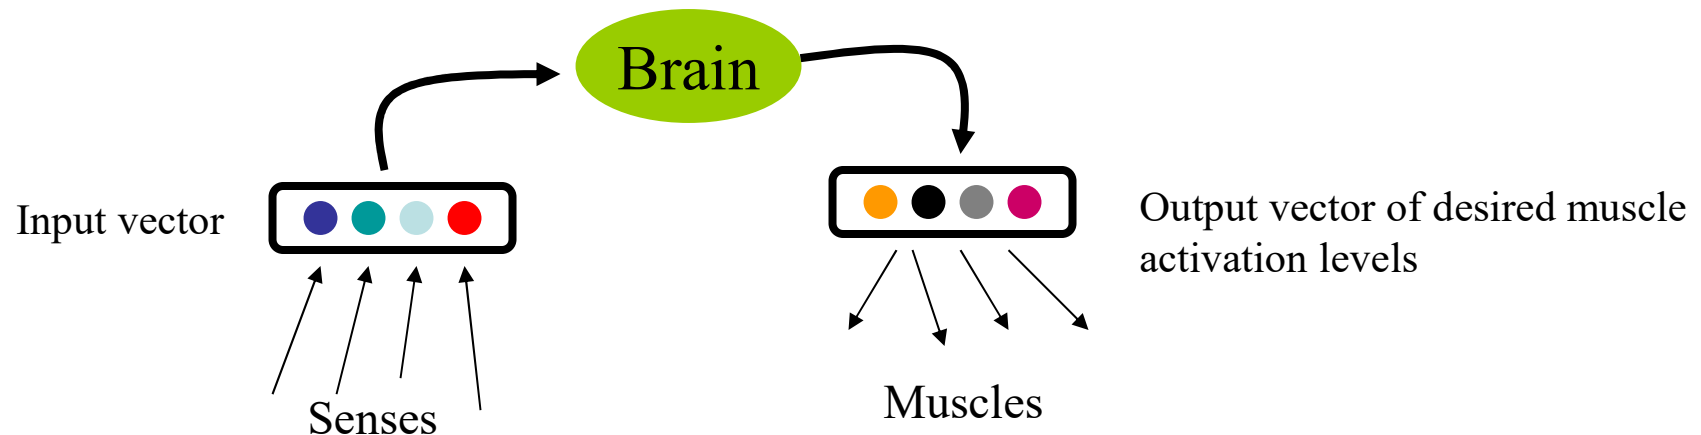 Brain
Input vector
Output vector of desired muscle
activation levels
Senses
Muscles